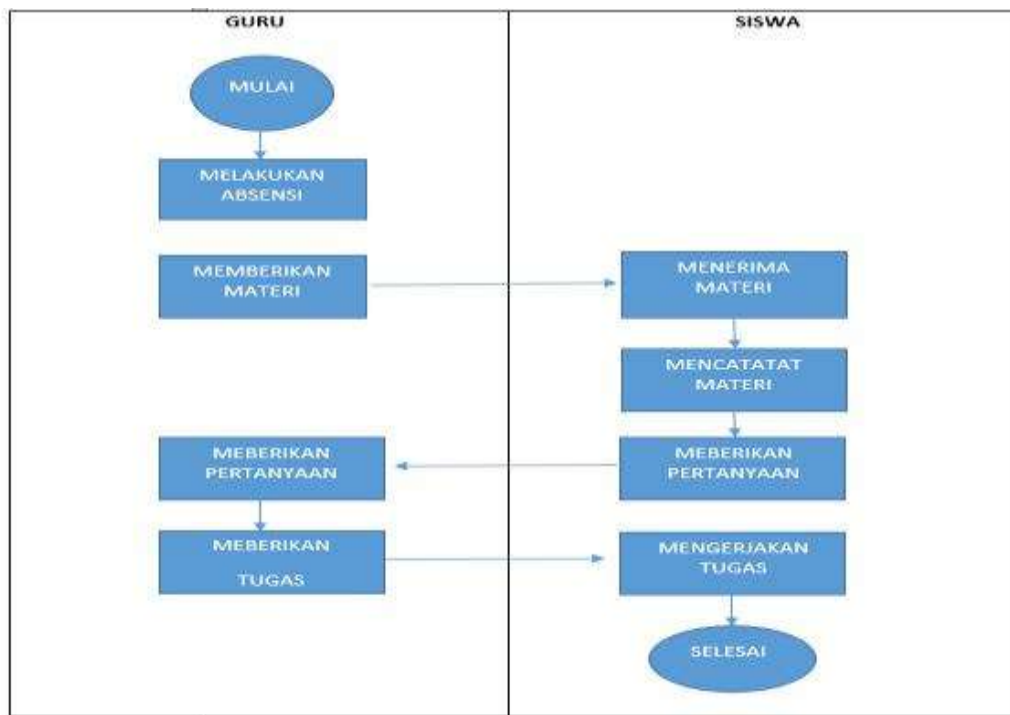 GURU
SISWA
MULAI
MELAKUKAN
ABSENSI
MEMBERIKAN
MATERI
MENERIMA
MATERI
MENCATATAT
MATERI
MEBERIKAN
PERTANYAAN
MEBERIKAN
PERTANYAAN
MEBERIKAN
TUGAS
MENGERJAKAN
TUGAS
SELESAI